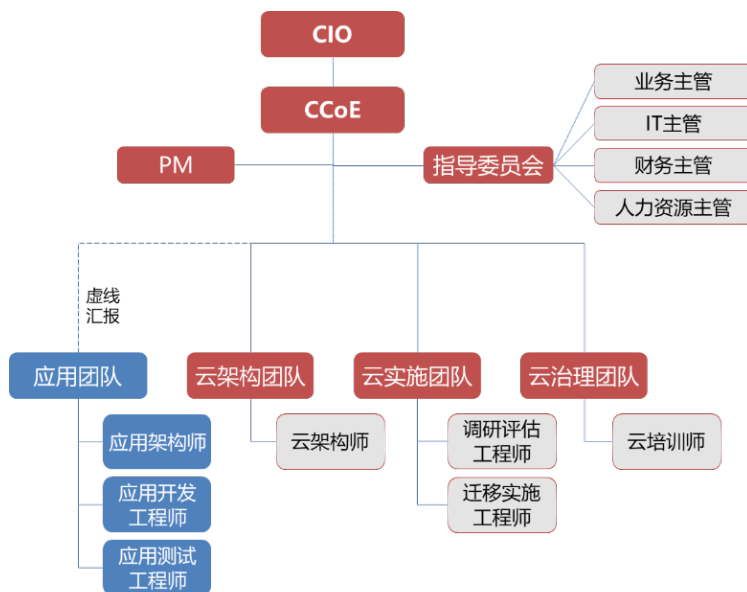 CIO
CCoE
PM
指导委员会
业务主管
IT主管
财务主管
人力资源主管
虚线
汇报
应用团队
云架构团队
云实施团队
云治理团队
应用架构师
云架构师
调研评估
工程师
云培训师
应用开发
工程师
迁移实施
工程师
应用测试
工程师